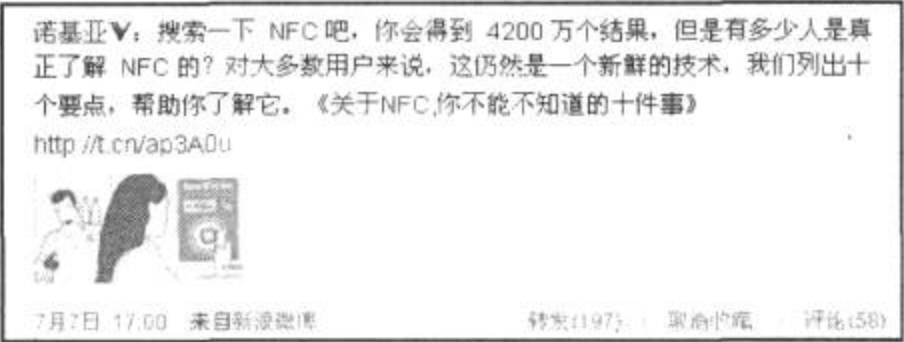 诺基亚V：搜索一下 NFC 吧，你会得到 4200 万个结果，但是有多少人是真
正了解 NFC 的？对大多数用户来说，这仍然是一个新鲜的技术，我们列出十
个要点，帮助你了解它。《关于NFC,你不能不知道的十件事》
http://t.cn/ap3A0u
7月7日 17:00 来自新浪微博
转发(197) 取消收藏 评论(58)